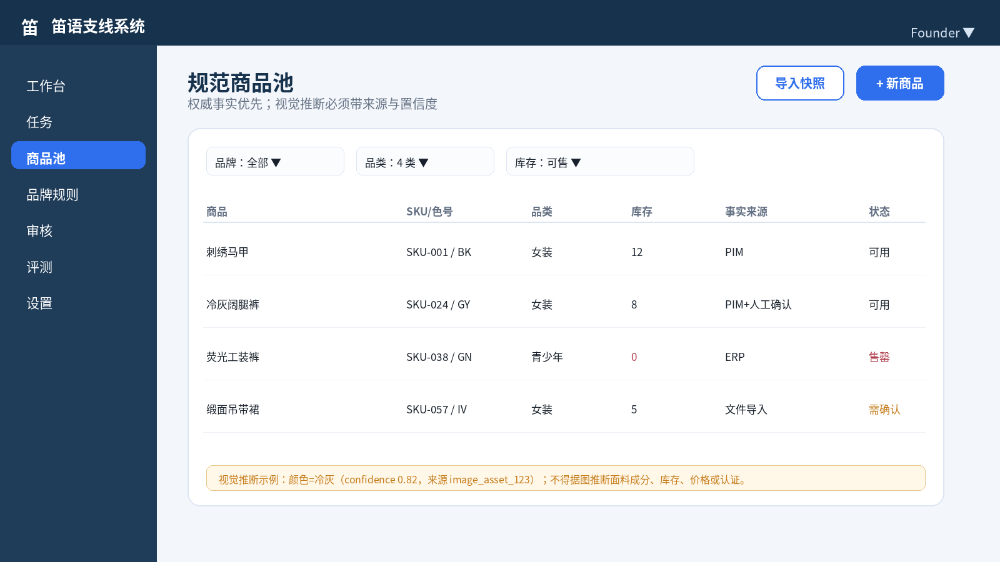 笛 笛语支线系统
Founder ▼
工作台
任务
商品池
品牌规则
审核
评测
设置
规范商品池
权威事实优先；视觉推断必须带来源与置信度
导入快照
+ 新商品
品牌：全部 ▼
品类：4 类 ▼
库存：可售 ▼
商品 SKU/色号 品类 库存 事实来源 状态
刺绣马甲 SKU-001 / BK 女装 12 PIM 可用
冷灰阔腿裤 SKU-024 / GY 女装 8 PIM+人工确认 可用
荧光工装裤 SKU-038 / GN 青少年 0 ERP 售罄
缎面吊带裙 SKU-057 / IV 女装 5 文件导入 需确认
视觉推断示例：颜色=冷灰（confidence 0.82，来源 image_asset_123）；不得据图推断面料成分、库存、价格或认证。